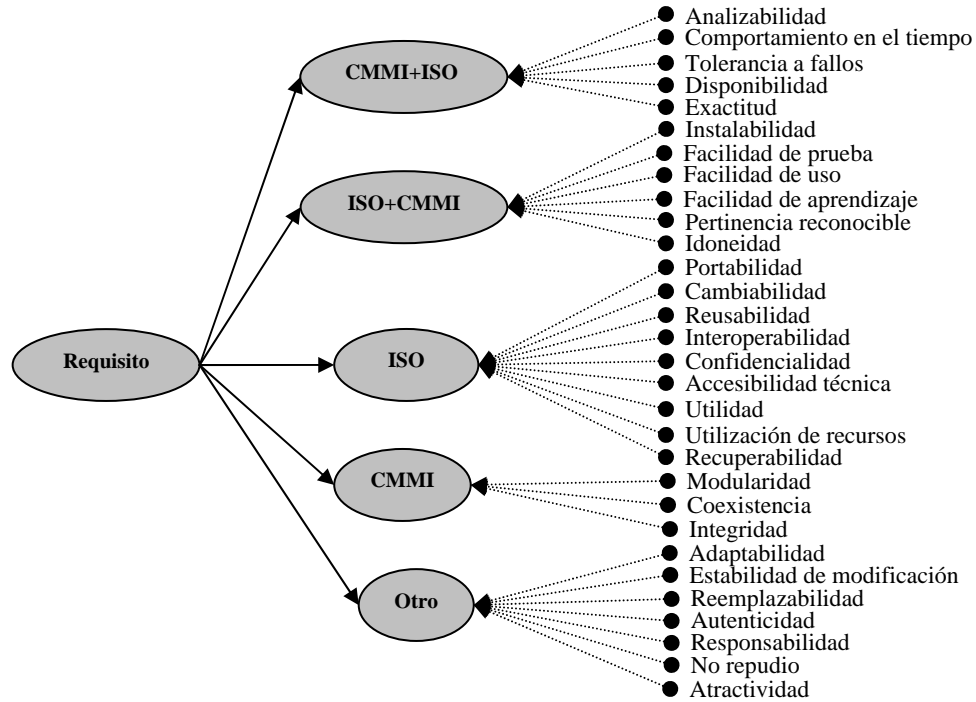 Requisito
CMMI+ISO
Analizabilidad
Comportamiento en el tiempo
Tolerancia a fallos
Disponibilidad
Exactitud
ISO+CMMI
Instalabilidad
Facilidad de prueba
Facilidad de uso
Facilidad de aprendizaje
Pertinencia reconocible
Idoneidad
ISO
Portabilidad
Cambiabilidad
Reusabilidad
Interoperabilidad
Confidencialidad
Accesibilidad técnica
Utilidad
Utilización de recursos
Recuperabilidad
CMMI
Modularidad
Coexistencia
Integridad
Otro
Adaptabilidad
Estabilidad de modificación
Reemplazabilidad
Autenticidad
Responsabilidad
No repudio
Atractividad